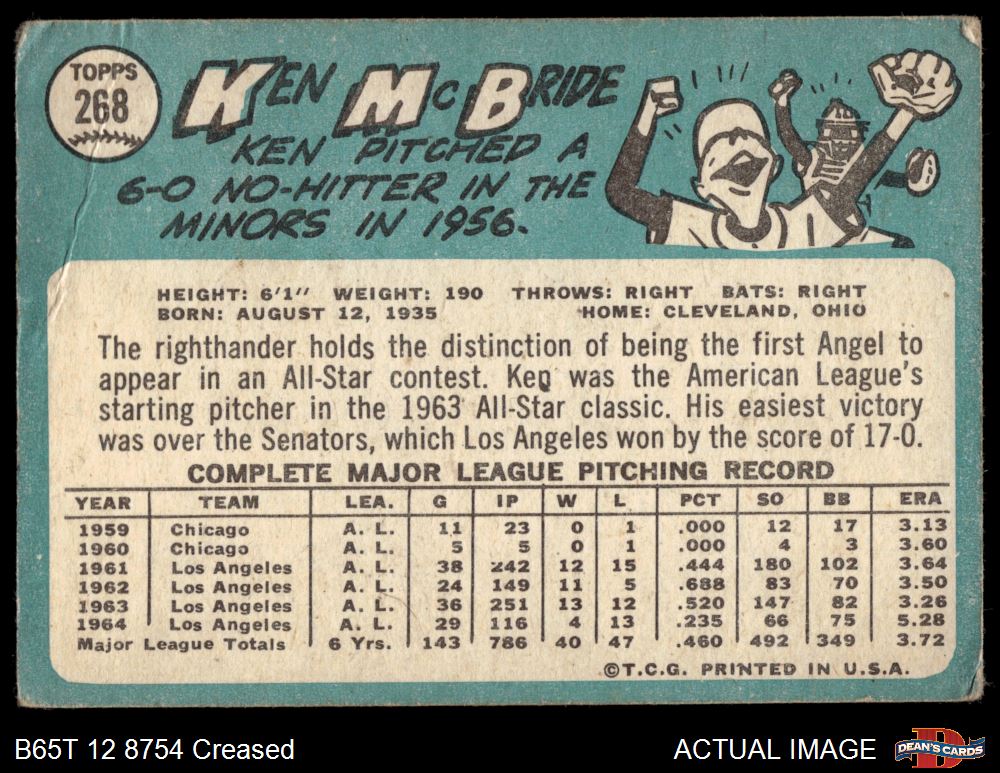 TOPPS
268
KEN McBRIDE
KEN PITCHED A
6-0 NO-HITTER IN THE
MINORS IN 1956.
HEIGHT: 6'1" WEIGHT: 190 THROWS: RIGHT BATS: RIGHT
BORN: AUGUST 12, 1935 HOME: CLEVELAND, OHIO
The righthander holds the distinction of being the first Angel to
appear in an All-Star contest. Ken was the American League's
starting pitcher in the 1963 All-Star classic. His easiest victory
was over the Senators, which Los Angeles won by the score of 17-0.
COMPLETE MAJOR LEAGUE PITCHING RECORD
YEAR TEAM LEA. G IP W L PCT SO BB ERA
1959 Chicago A. L. 11 23 0 1 .000 12 17 3.13
1960 Chicago A. L. 5 5 0 1 .000 4 3 3.60
1961 Los Angeles A. L. 38 242 12 15 .444 180 102 3.64
1962 Los Angeles A. L. 24 149 11 5 .688 83 70 3.50
1963 Los Angeles A. L. 36 251 13 12 .520 147 82 3.26
1964 Los Angeles A. L. 29 116 4 13 .235 66 75 5.28
Major League Totals 6 Yrs. 143 786 40 47 .460 492 349 3.72
©T.C.G. PRINTED IN U.S.A.
B65T 12 8754 Creased
ACTUAL IMAGE
D
DEAN'S CARDS